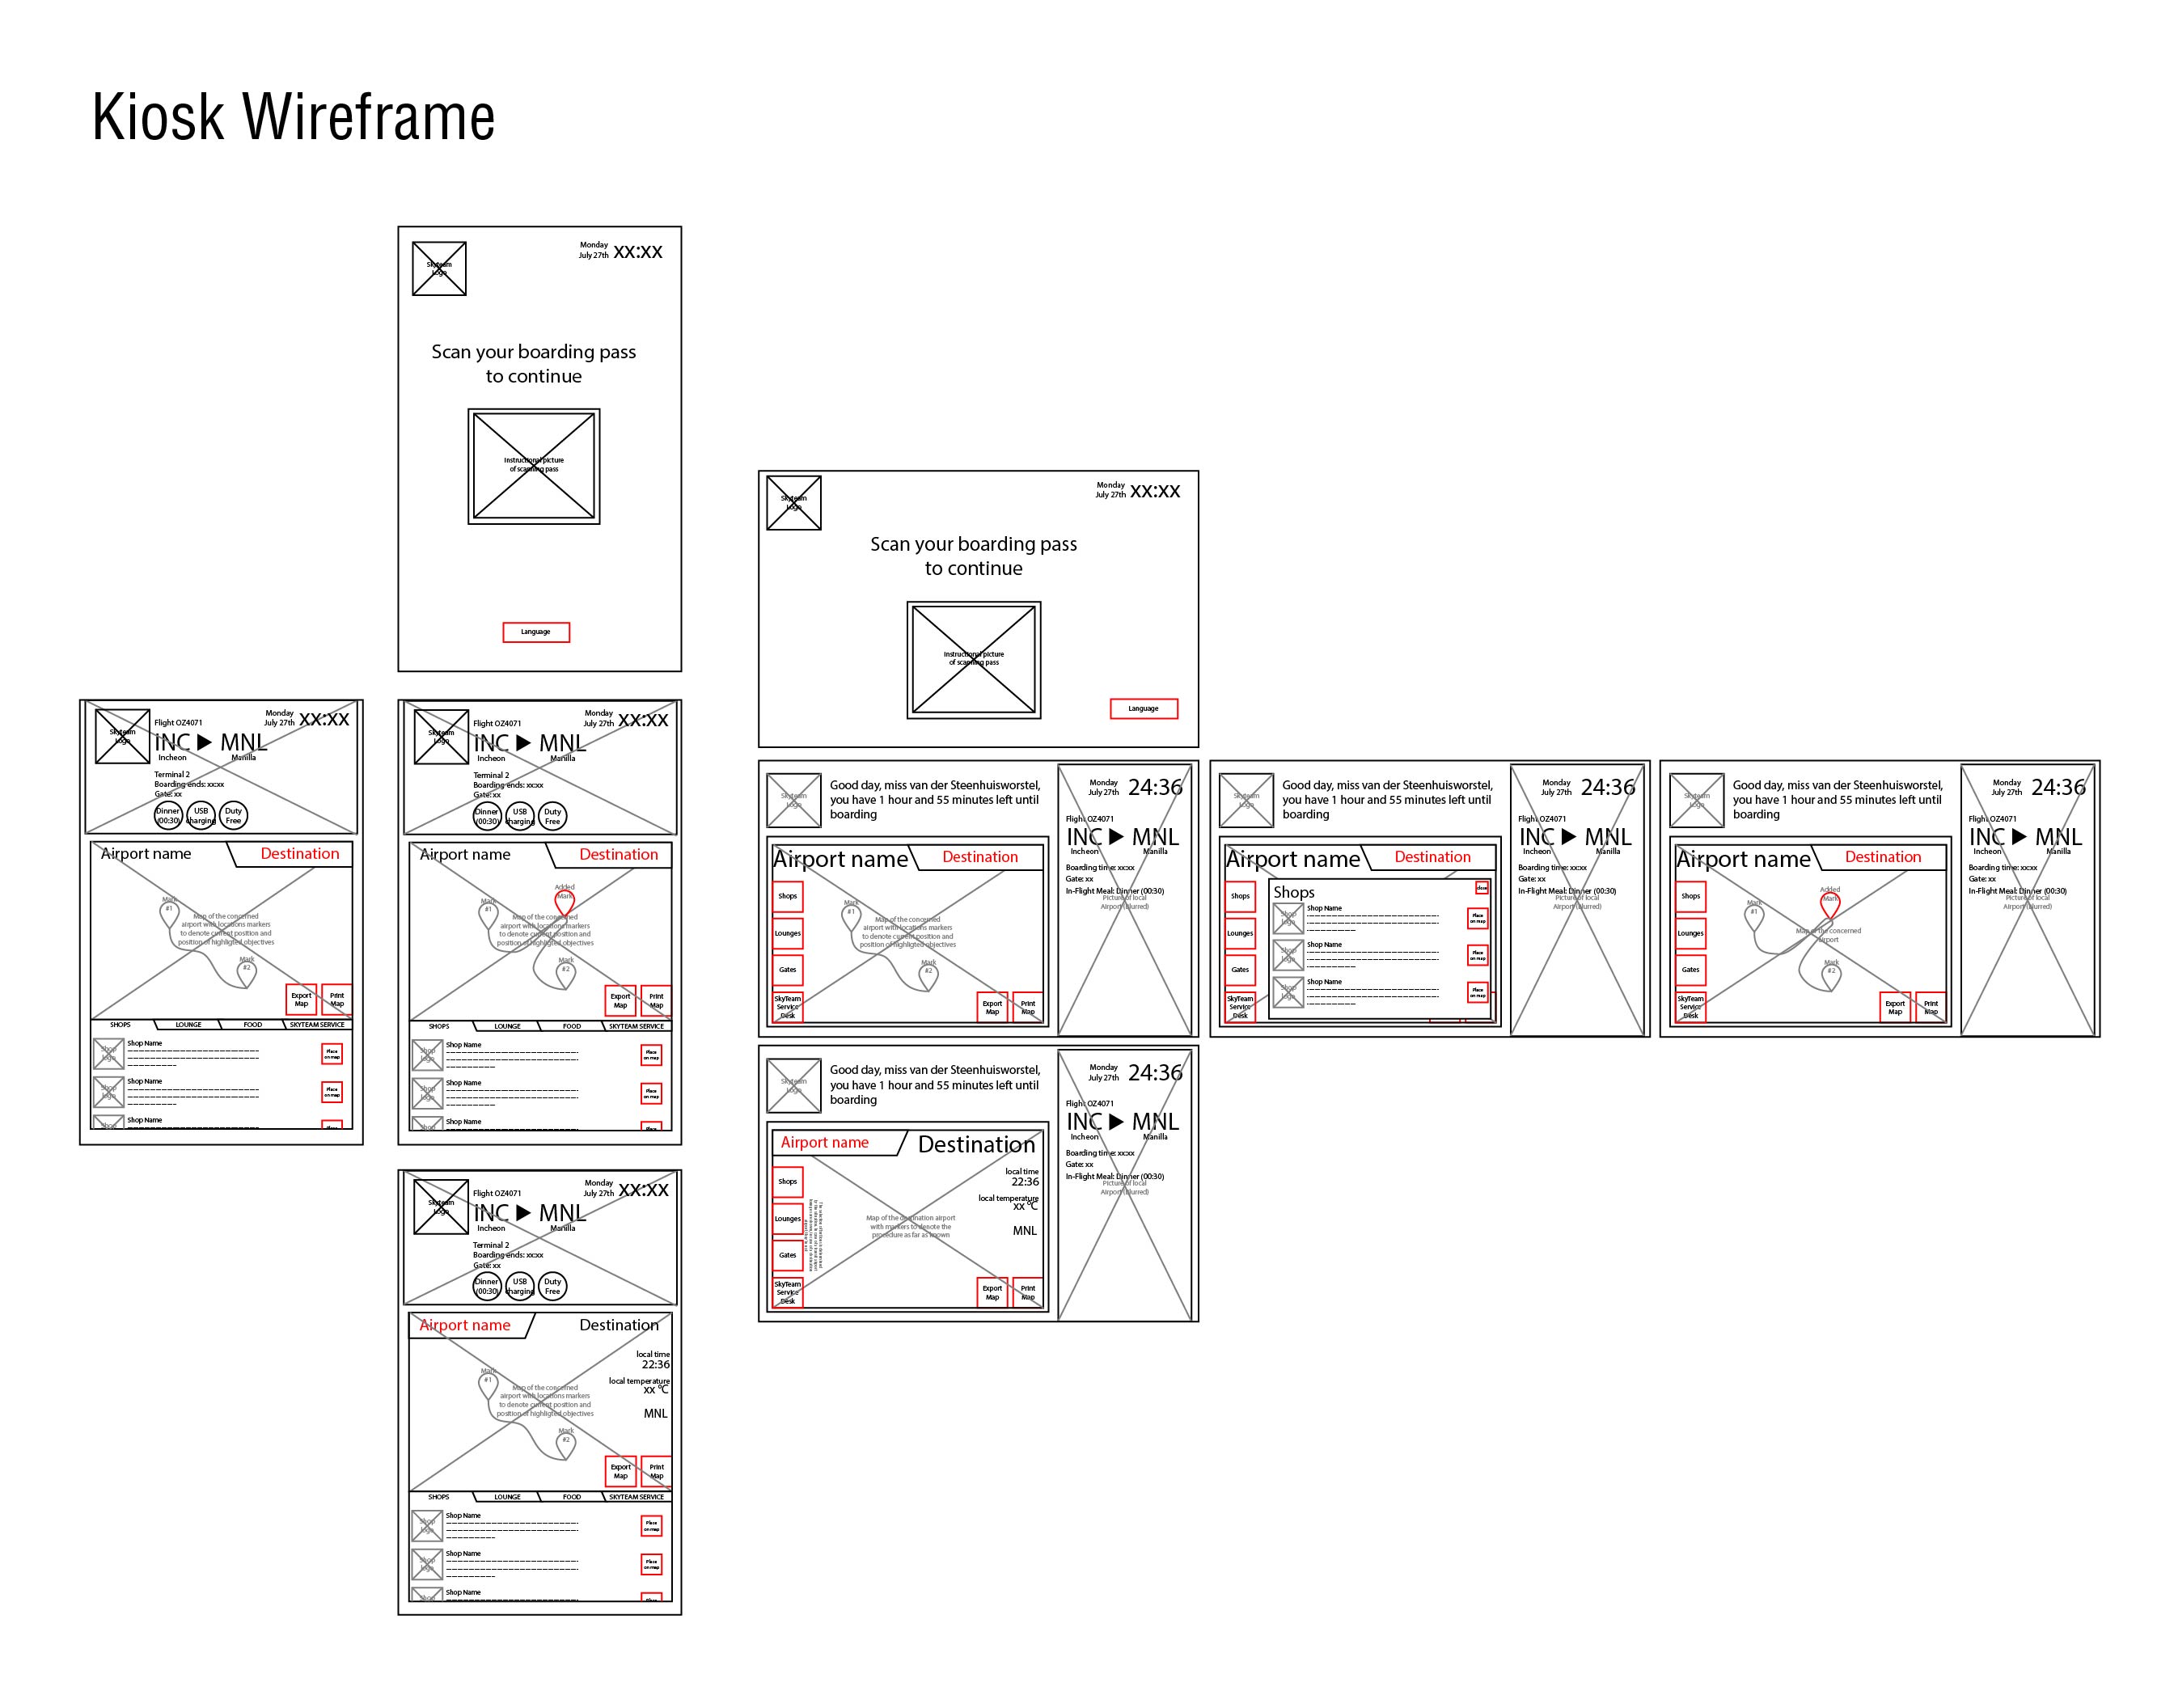 Kiosk Wireframe
Skyteam
Logo
Monday
July 27th
xx:xx
Scan your boarding pass
to continue
Instructional picture
of scanning pass
Language
Skyteam
Logo
Monday
July 27th
xx:xx
Scan your boarding pass
to continue
Instructional picture
of scanning pass
Language
Skyteam
Logo
Flight OZ4071
Monday
July 27th
xx:xx
INC ▶ MNL
Incheon
Manilla
Terminal 2
Boarding ends: xx:xx
Gate: xx
Dinner
(00:30)
USB
charging
Duty
Free
Airport name
Destination
Mark
#1
Map of the concerned
airport with locations markers
to denote current position and
position of highligted objectives
Mark
#2
Export
Map
Print
Map
SHOPS
LOUNGE
FOOD
SKYTEAM SERVICE
Shop
logo
Shop Name
Place
on map
Shop
logo
Shop Name
Place
on map
Shop
Shop Name
Place
Skyteam
Logo
Flight OZ4071
Monday
July 27th
xx:xx
INC ▶ MNL
Incheon
Manilla
Terminal 2
Boarding ends: xx:xx
Gate: xx
Dinner
(00:30)
USB
charging
Duty
Free
Airport name
Destination
Added
Mark
Mark
#1
Map of the concerned
airport with locations markers
to denote current position and
position of highligted objectives
Mark
#2
Export
Map
Print
Map
SHOPS
LOUNGE
FOOD
SKYTEAM SERVICE
Shop
logo
Shop Name
Place
on map
Shop
logo
Shop Name
Place
on map
Shop
Shop Name
Place
Skyteam
Logo
Good day, miss van der Steenhuisworstel,
you have 1 hour and 55 minutes left until
boarding
Monday
July 27th
24:36
Flight OZ4071
INC ▶ MNL
Incheon
Manilla
Boarding time: xx:xx
Gate: xx
In-Flight Meal: Dinner (00:30)
Picture of local
Airport (Blurred)
Airport name
Destination
Shops
Lounges
Gates
SkyTeam
Service
Desk
Mark
#1
Map of the concerned
airport with locations markers
to denote current position and
position of highligted objectives
Mark
#2
Export
Map
Print
Map
Skyteam
Logo
Good day, miss van der Steenhuisworstel,
you have 1 hour and 55 minutes left until
boarding
Monday
July 27th
24:36
Flight OZ4071
INC ▶ MNL
Incheon
Manilla
Boarding time: xx:xx
Gate: xx
In-Flight Meal: Dinner (00:30)
Picture of local
Airport (Blurred)
Airport name
Destination
Shops
Lounges
Gates
SkyTeam
Service
Desk
Shops
close
Shop
logo
Shop Name
Place
on map
Shop
logo
Shop Name
Place
on map
Shop
logo
Shop Name
Place
on map
Skyteam
Logo
Good day, miss van der Steenhuisworstel,
you have 1 hour and 55 minutes left until
boarding
Monday
July 27th
24:36
Flight OZ4071
INC ▶ MNL
Incheon
Manilla
Boarding time: xx:xx
Gate: xx
In-Flight Meal: Dinner (00:30)
Picture of local
Airport (Blurred)
Airport name
Destination
Shops
Lounges
Gates
SkyTeam
Service
Desk
Added
Mark
Mark
#1
Map of the concerned
airport
Mark
#2
Export
Map
Print
Map
Skyteam
Logo
Good day, miss van der Steenhuisworstel,
you have 1 hour and 55 minutes left until
boarding
Monday
July 27th
24:36
Flight OZ4071
INC ▶ MNL
Incheon
Manilla
Boarding time: xx:xx
Gate: xx
In-Flight Meal: Dinner (00:30)
Picture of local
Airport (Blurred)
Airport name
Destination
Shops
Lounges
Gates
SkyTeam
Service
Desk
local time
22:36
local temperature
xx °C
MNL
Map of the destination airport
with markers to denote the
procedure as far as known
Export
Map
Print
Map
Skyteam
Logo
Flight OZ4071
Monday
July 27th
xx:xx
INC ▶ MNL
Incheon
Manilla
Terminal 2
Boarding ends: xx:xx
Gate: xx
Dinner
(00:30)
USB
charging
Duty
Free
Airport name
Destination
local time
22:36
local temperature
xx °C
MNL
Mark
#1
Map of the concerned
airport with locations markers
to denote current position and
position of highligted objectives
Mark
#2
Export
Map
Print
Map
SHOPS
LOUNGE
FOOD
SKYTEAM SERVICE
Shop
logo
Shop Name
Place
on map
Shop
logo
Shop Name
Place
on map
Shop
Shop Name
Place